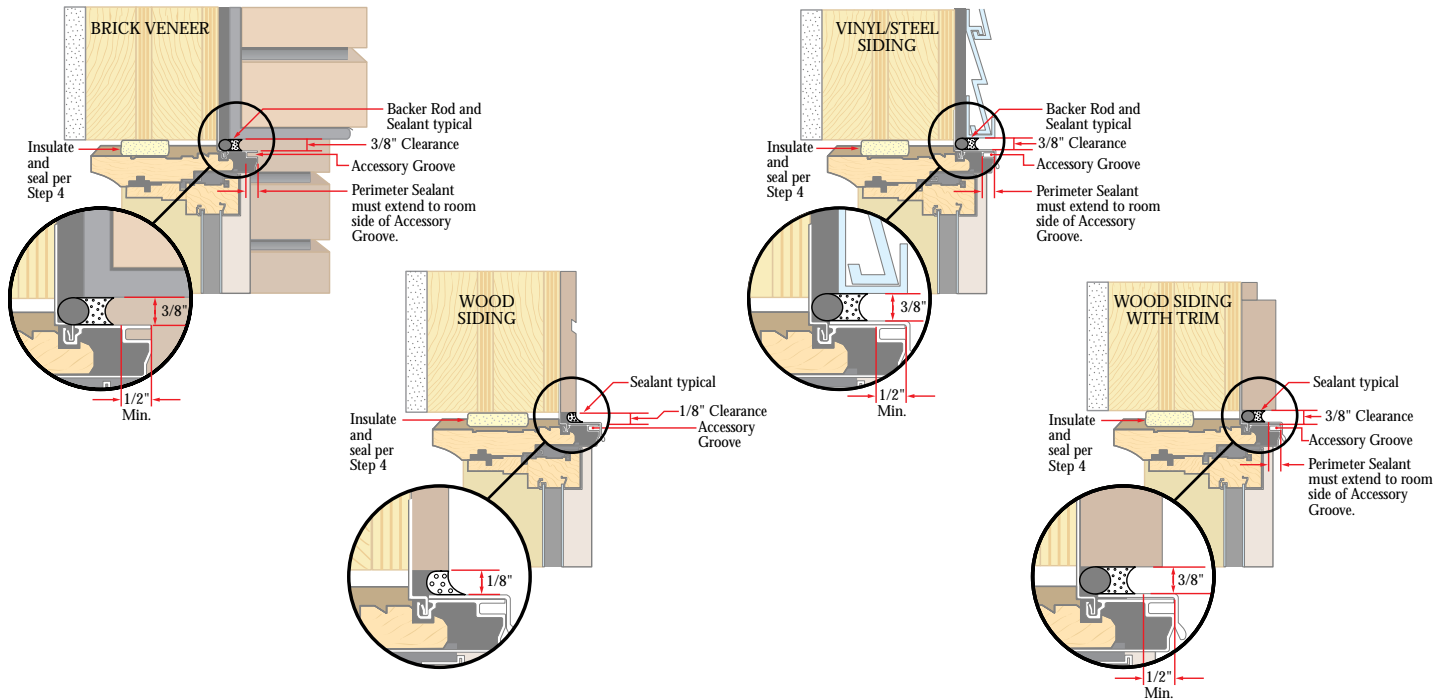 BRICK VENEER
Backer Rod and
Sealant typical
3/8" Clearance
Accessory Groove
Perimeter Sealant
must extend to room
side of Accessory
Groove.
Insulate
and
seal per
Step 4
3/8"
1/2"
Min.
VINYL/STEEL
SIDING
Backer Rod and
Sealant typical
3/8" Clearance
Accessory Groove
Perimeter Sealant
must extend to room
side of Accessory
Groove.
Insulate
and
seal per
Step 4
3/8"
1/2"
Min.
WOOD
SIDING
Sealant typical
1/8" Clearance
Accessory
Groove
Insulate
and
seal per
Step 4
1/8"
WOOD SIDING
WITH TRIM
Sealant typical
3/8" Clearance
Accessory Groove
Perimeter Sealant
must extend to room
side of Accessory
Groove.
Insulate
and
seal per
Step 4
3/8"
1/2"
Min.